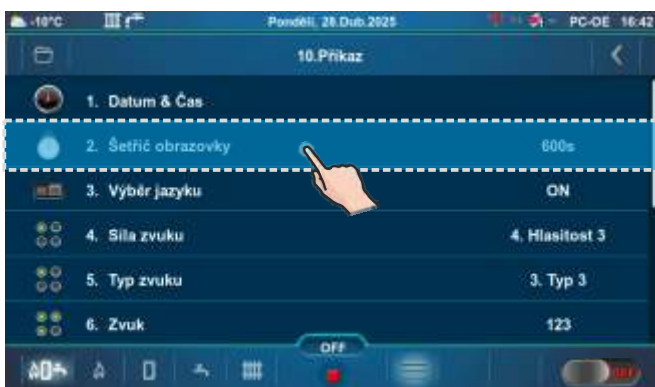 -10°C Pondělí, 28.Dub.2025 PC-OE 16:42
10.Příkaz
1. Datum & Čas
2. Šetřič obrazovky 600s
3. Výběr jazyku ON
4. Síla zvuku 4. Hlasitost 3
5. Typ zvuku 3. Typ 3
6. Zvuk 123
OFF
OFF